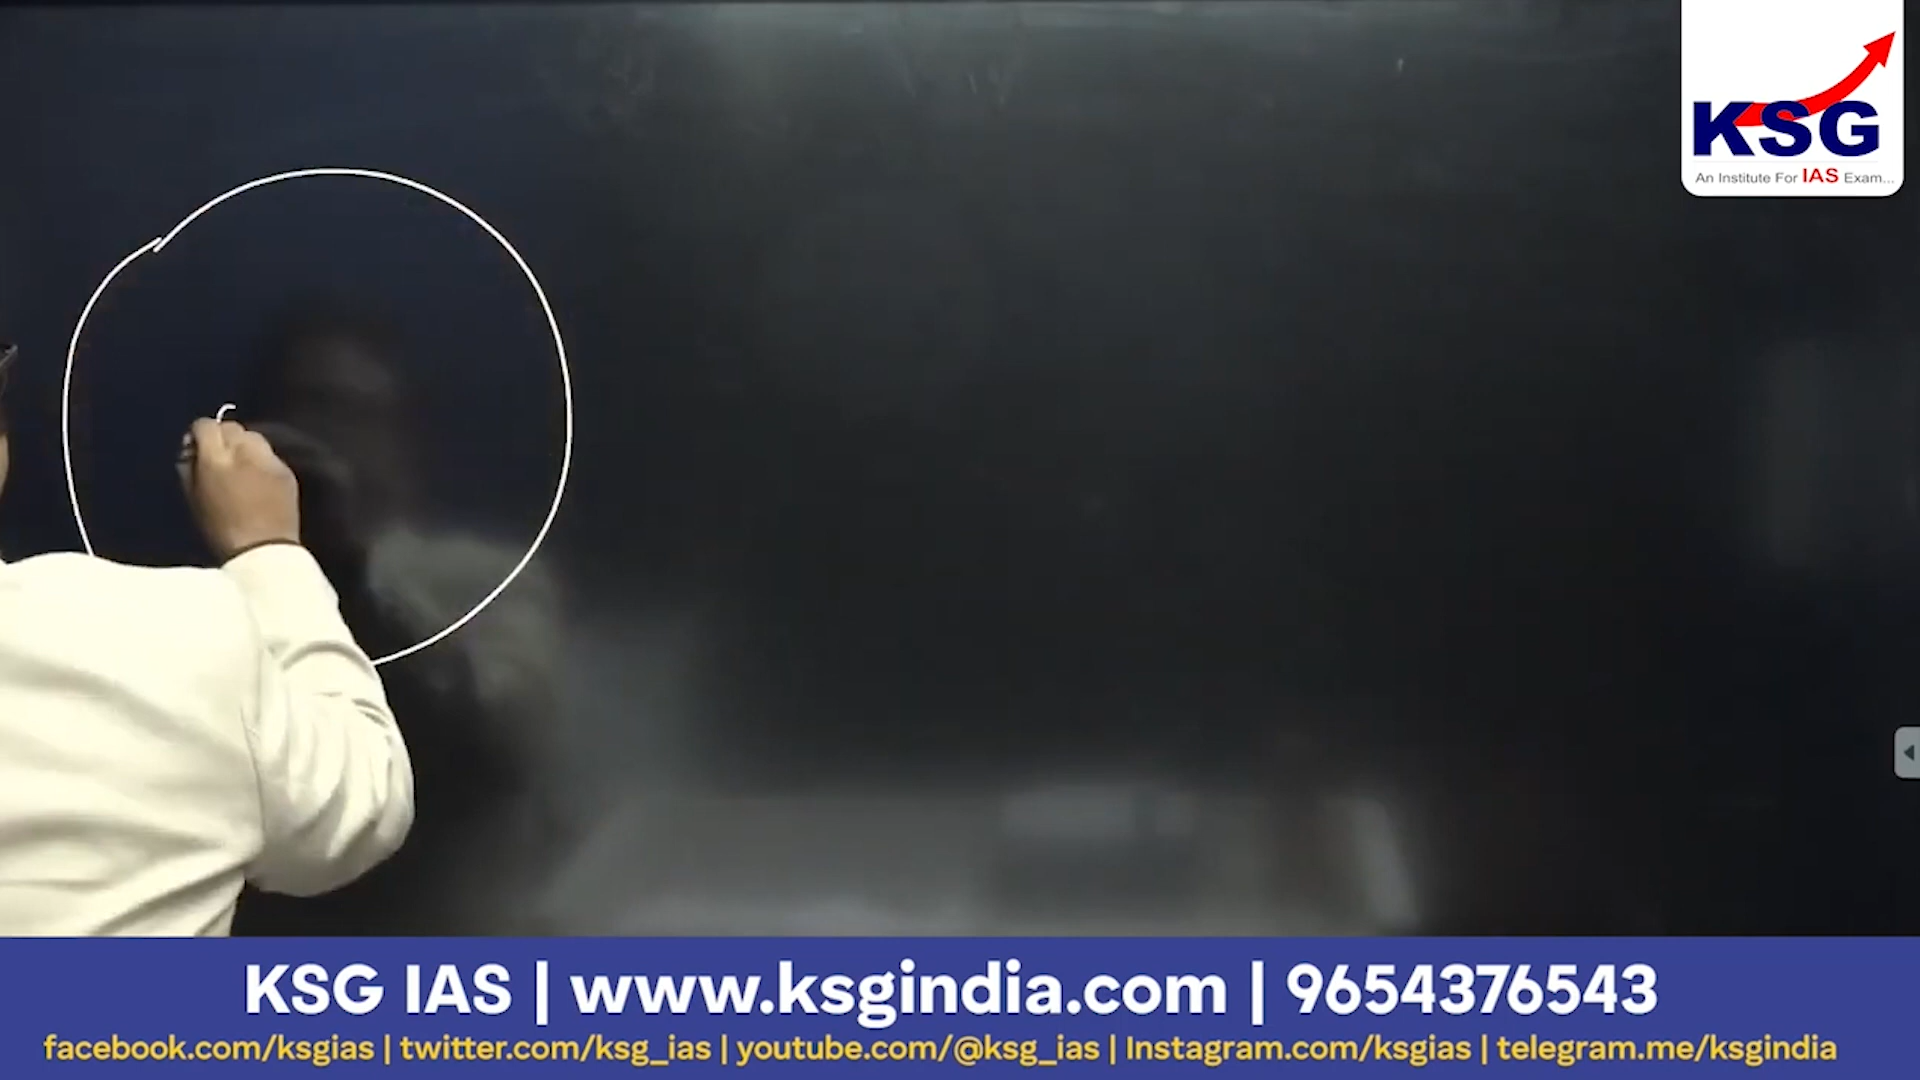 KSG
An Institute For IAS Exam...
KSG IAS | www.ksgindia.com | 9654376543
facebook.com/ksgias | twitter.com/ksg_ias | youtube.com/@ksg_ias | Instagram.com/ksgias | telegram.me/ksgindia